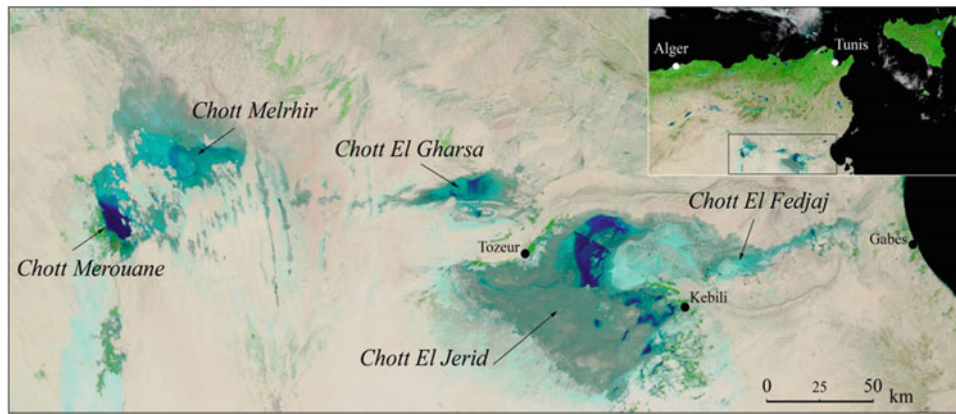 Alger
Tunis
Chott Melrhir
Chott El Gharsa
Chott El Fedjaj
Chott Merouane
Tozeur
Gabès
Kebili
Chott El Jerid
0 25 50
km